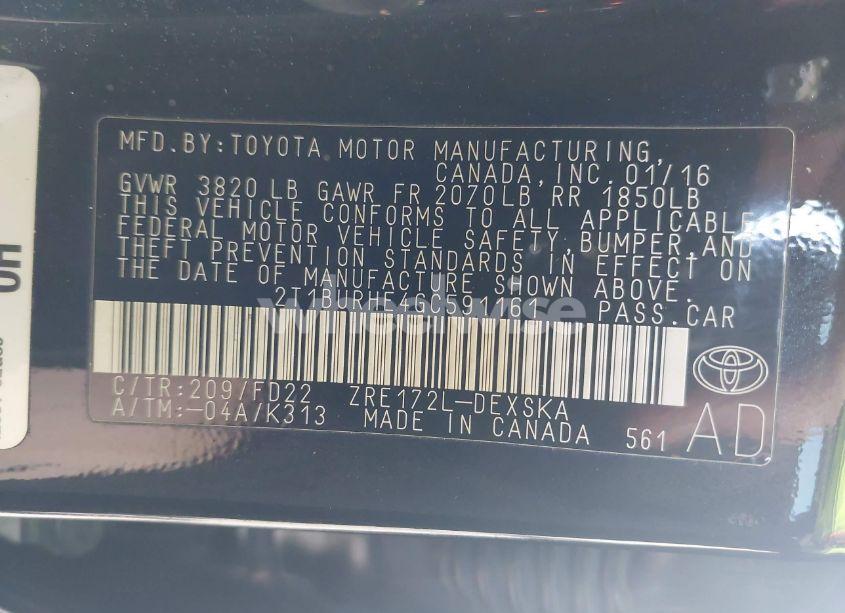 MFD.BY:TOYOTA MOTOR MANUFACTURING,
CANADA,INC. 01/16
GVWR 3820 LB GAWR FR 2070LB RR 1850LB
THIS VEHICLE CONFORMS TO ALL APPLICABLE
FEDERAL MOTOR VEHICLE SAFETY,BUMPER,AND
THEFT PREVENTION STANDARDS IN EFFECT ON
THE DATE OF MANUFACTURE SHOWN ABOVE.
PASS.CAR
wheelwise
C/TR:209/FD22 ZRE172L-DEXSKA
A/TM:-04A/K313 MADE IN CANADA 561
AD